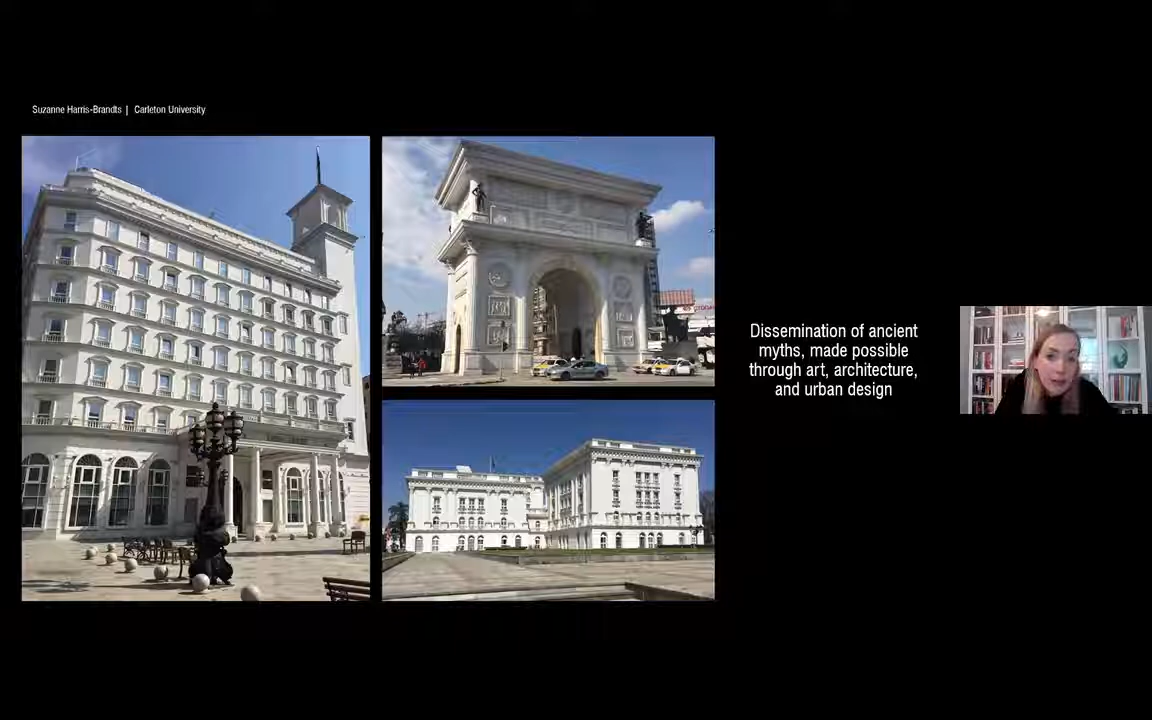 Suzanne Harris-Brandts | Carleton University
Dissemination of ancient
myths, made possible
through art, architecture,
and urban design